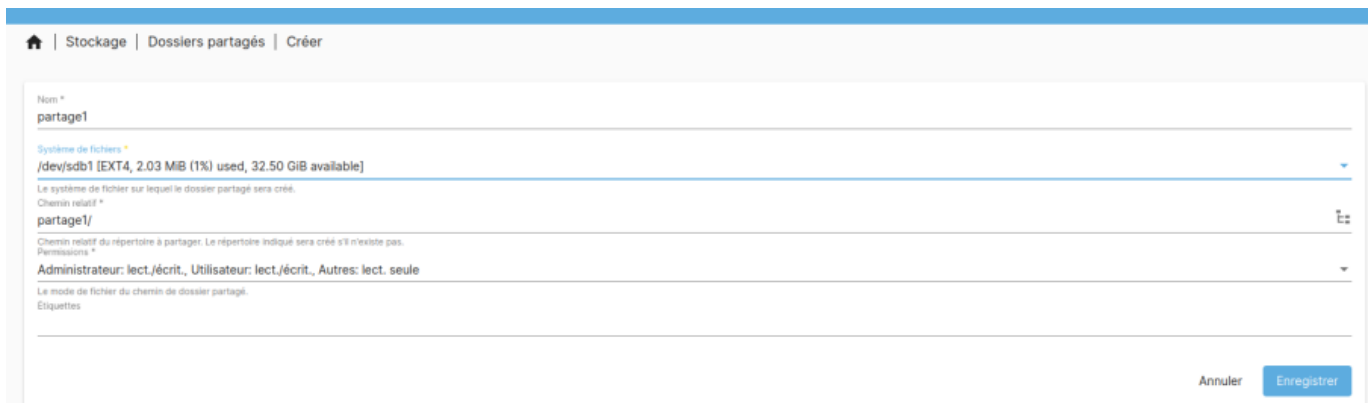 Stockage | Dossiers partagés | Créer
Nom *
partage1
Système de fichiers *
/dev/sdb1 [EXT4, 2.03 MiB (1%) used, 32.50 GiB available]
Le système de fichier sur lequel le dossier partagé sera créé.
Chemin relatif *
partage1/
Chemin relatif du répertoire à partager. Le répertoire indiqué sera créé s'il n'existe pas.
Permissions *
Administrateur: lect./écrit., Utilisateur: lect./écrit., Autres: lect. seule
Le mode de fichier du chemin de dossier partagé.
Étiquettes
Annuler Enregistrer